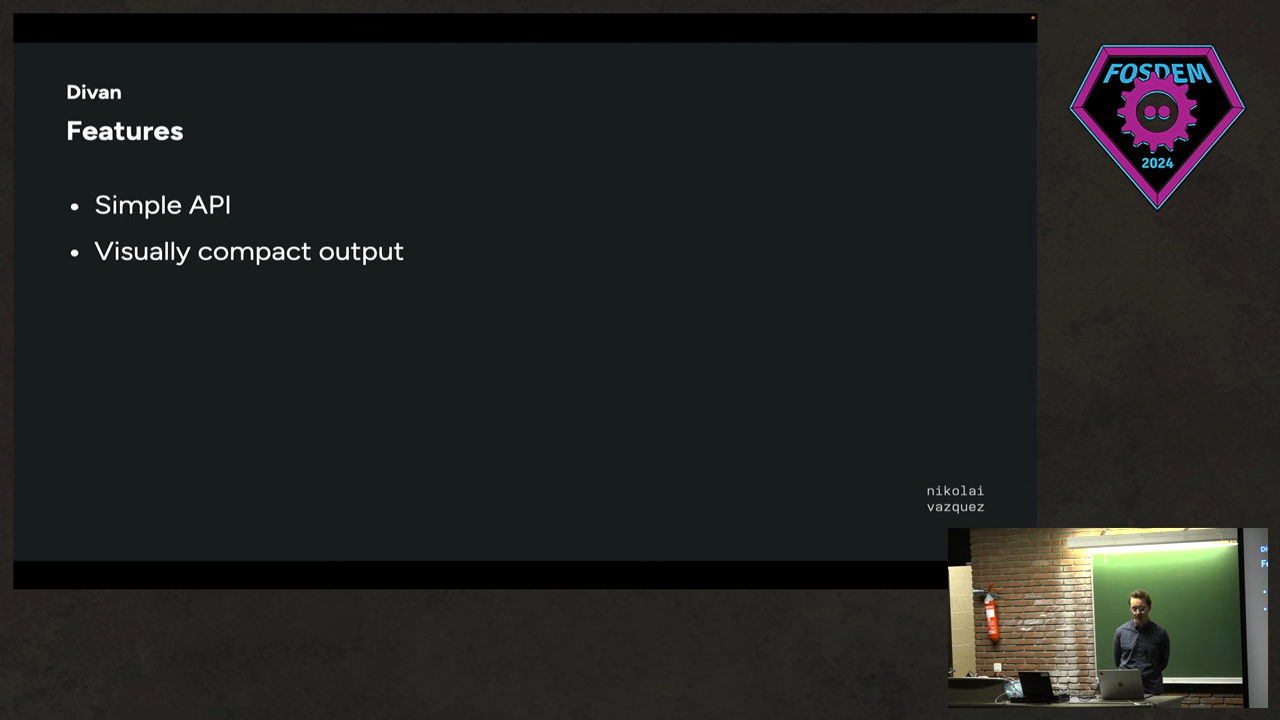 Divan
Features
• Simple API
• Visually compact output
nikolai
vazquez
FOSDEM
2024